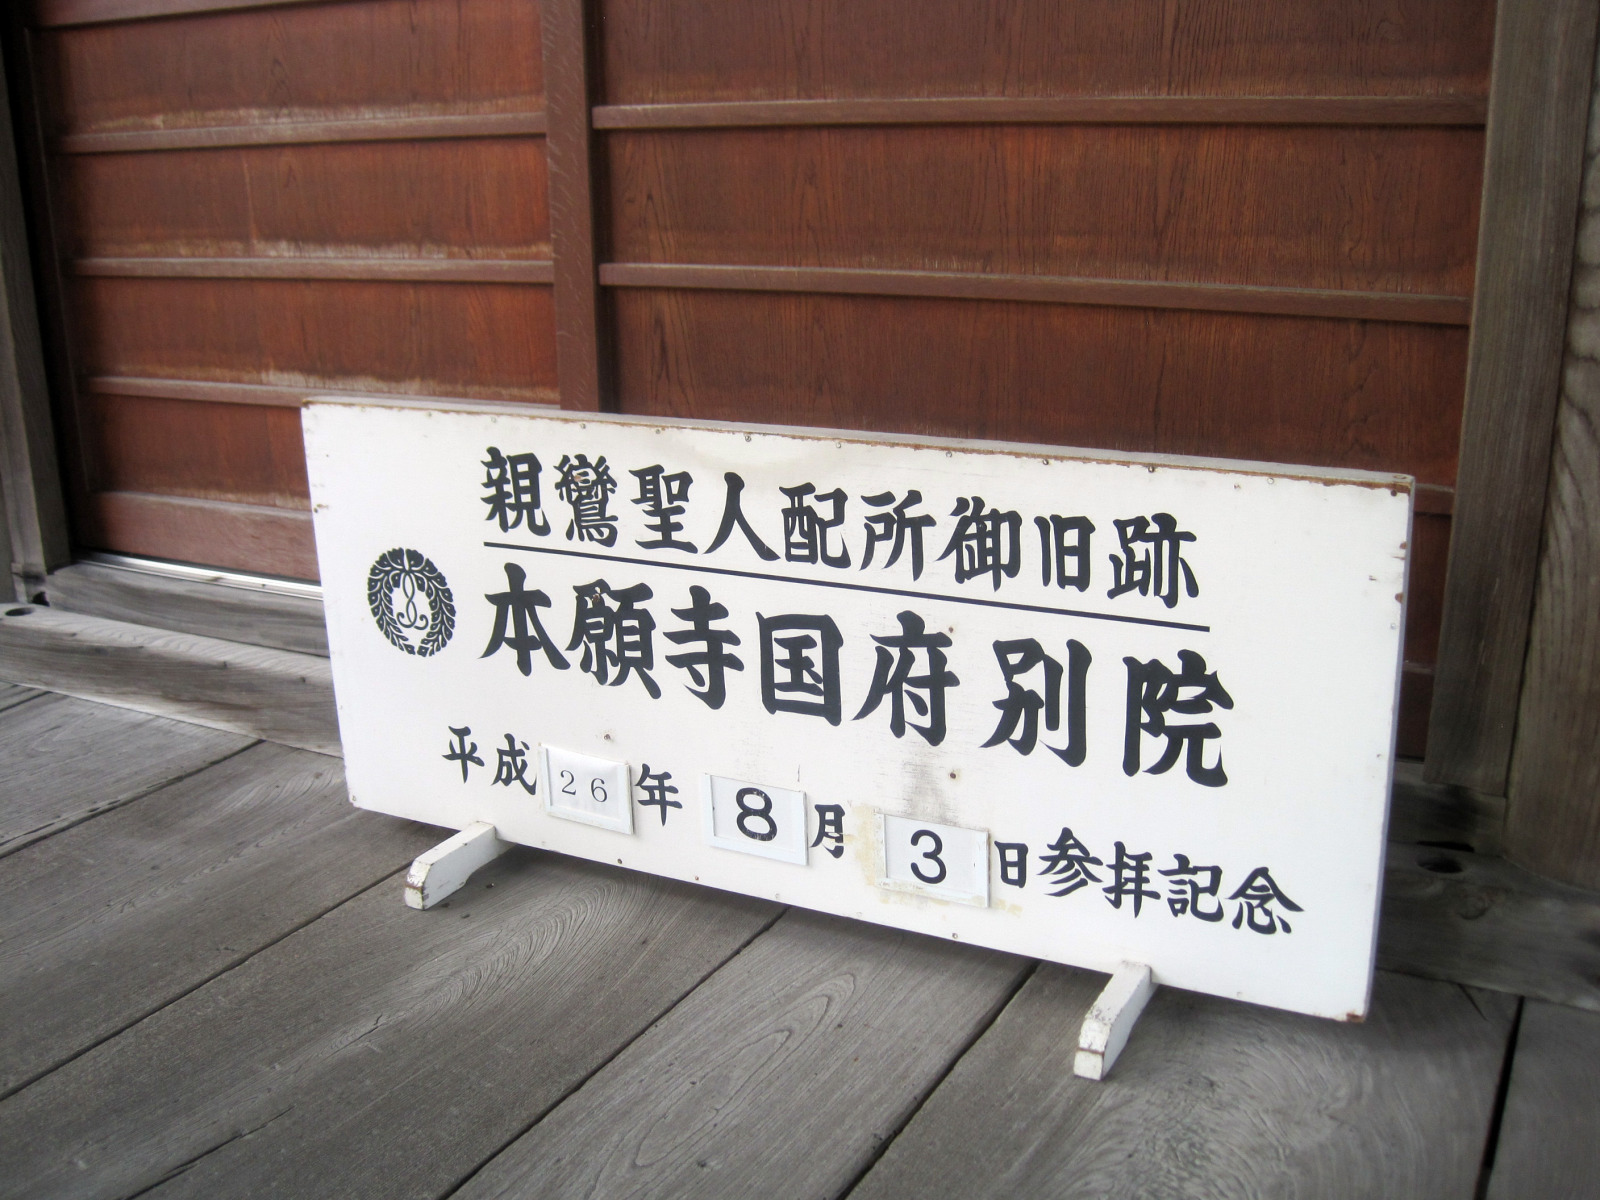 親鸞聖人配所御旧跡
本願寺国府別院
平成26年8月3日参拝記念